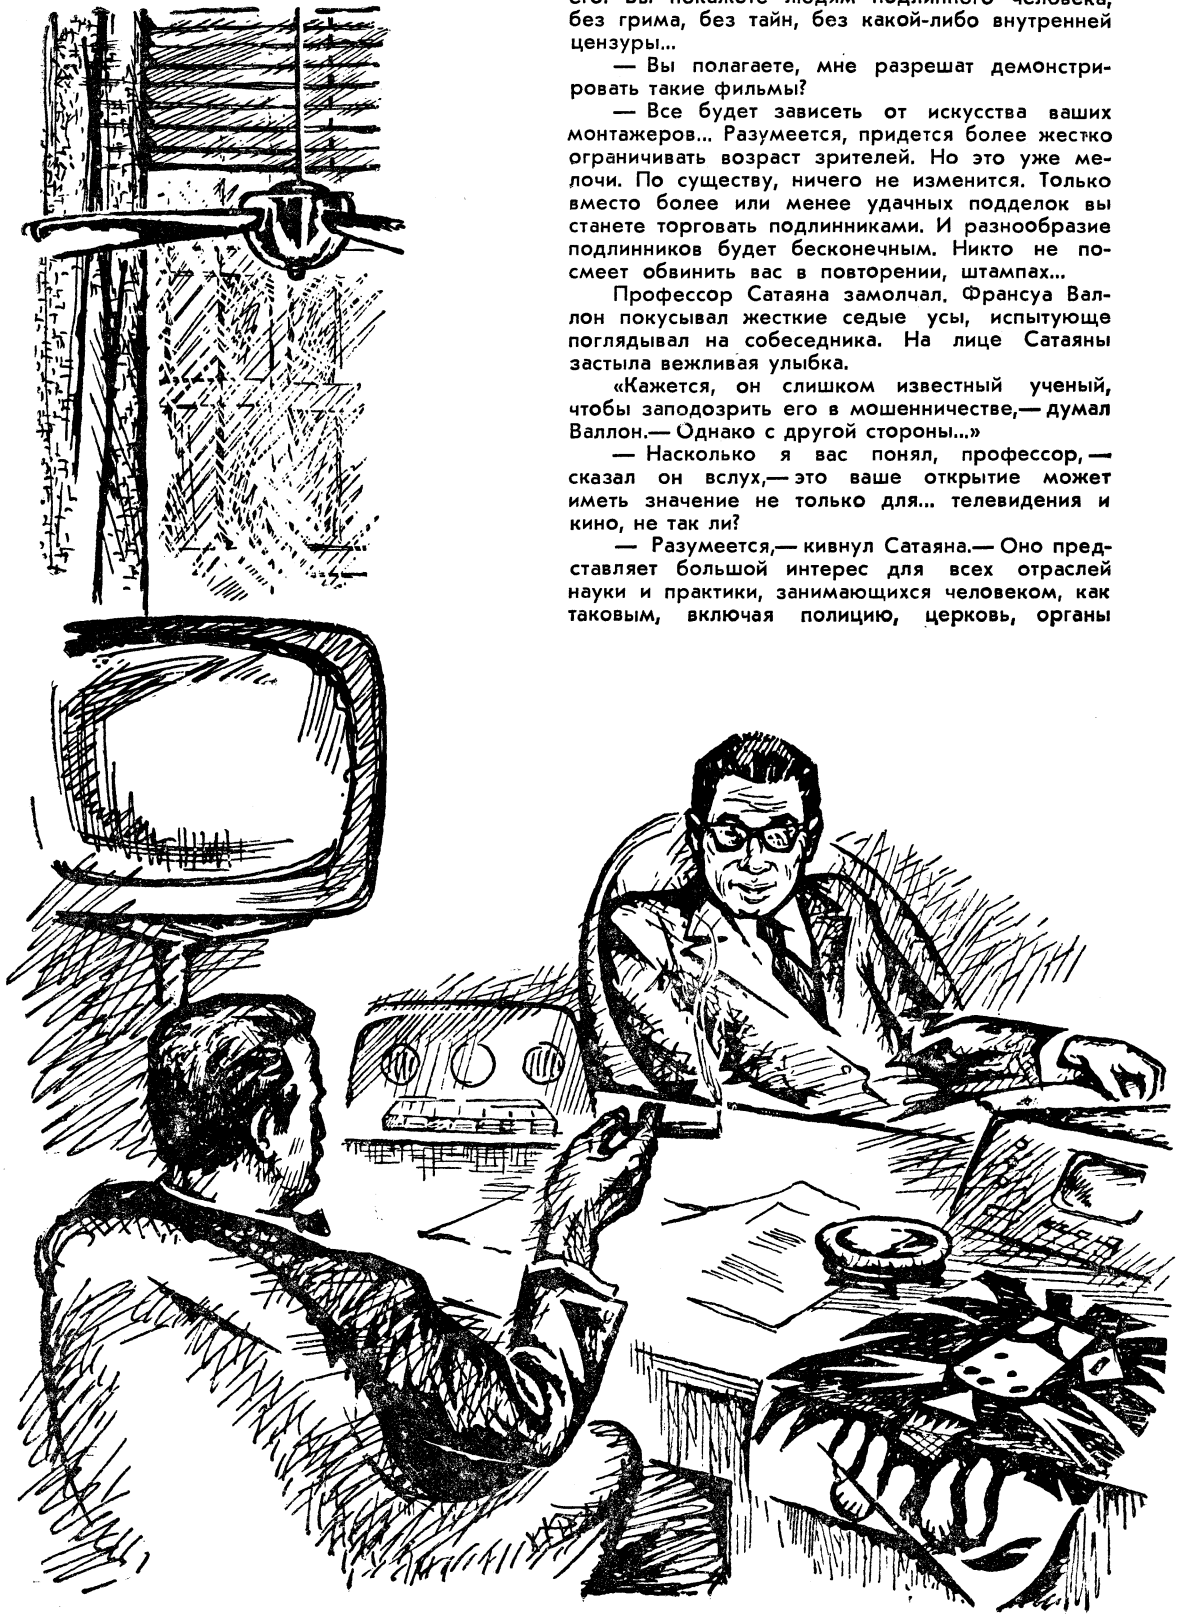 его. Вы покажете людям подлинного человека,
без грима, без тайн, без какой-либо внутренней
цензуры...
— Вы полагаете, мне разрешат демонстри-
ровать такие фильмы?
— Все будет зависеть от искусства ваших
монтажеров... Разумеется, придется более жестко
ограничивать возраст зрителей. Но это уже ме-
лочи. По существу, ничего не изменится. Только
вместо более или менее удачных подделок вы
станете торговать подлинниками. И разнообразие
подлинников будет бесконечным. Никто не по-
смеет обвинить вас в повторении, штампах...
Профессор Сатаяна замолчал. Франсуа Вал-
лон покусывал жесткие седые усы, испытующе
поглядывал на собеседника. На лице Сатаяны
застыла вежливая улыбка.
«Кажется, он слишком известный ученый,
чтобы заподозрить его в мошенничестве,— думал
Валлон.— Однако с другой стороны...»
— Насколько я вас понял, профессор,—
сказал он вслух,— это ваше открытие может
иметь значение не только для... телевидения и
кино, не так ли?
— Разумеется,— кивнул Сатаяна.— Оно пред-
ставляет большой интерес для всех отраслей
науки и практики, занимающихся человеком, как
таковым, включая полицию, церковь, органы